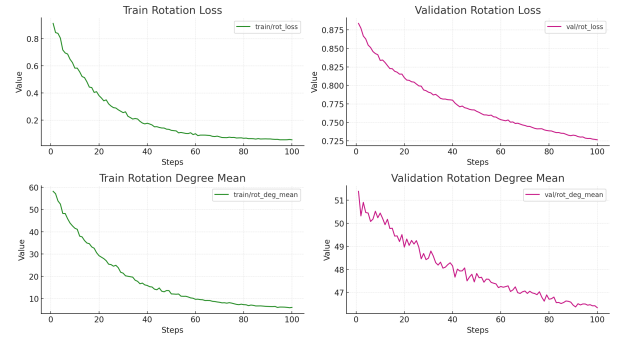 Train Rotation Loss
train/rot_loss
Value
0.8
0.6
0.4
0.2
0 20 40 60 80 100
Steps
Validation Rotation Loss
val/rot_loss
Value
0.875
0.850
0.825
0.800
0.775
0.750
0.725
0 20 40 60 80 100
Steps
Train Rotation Degree Mean
train/rot_deg_mean
Value
60
50
40
30
20
10
0 20 40 60 80 100
Steps
Validation Rotation Degree Mean
val/rot_deg_mean
Value
51
50
49
48
47
0 20 40 60 80 100
Steps